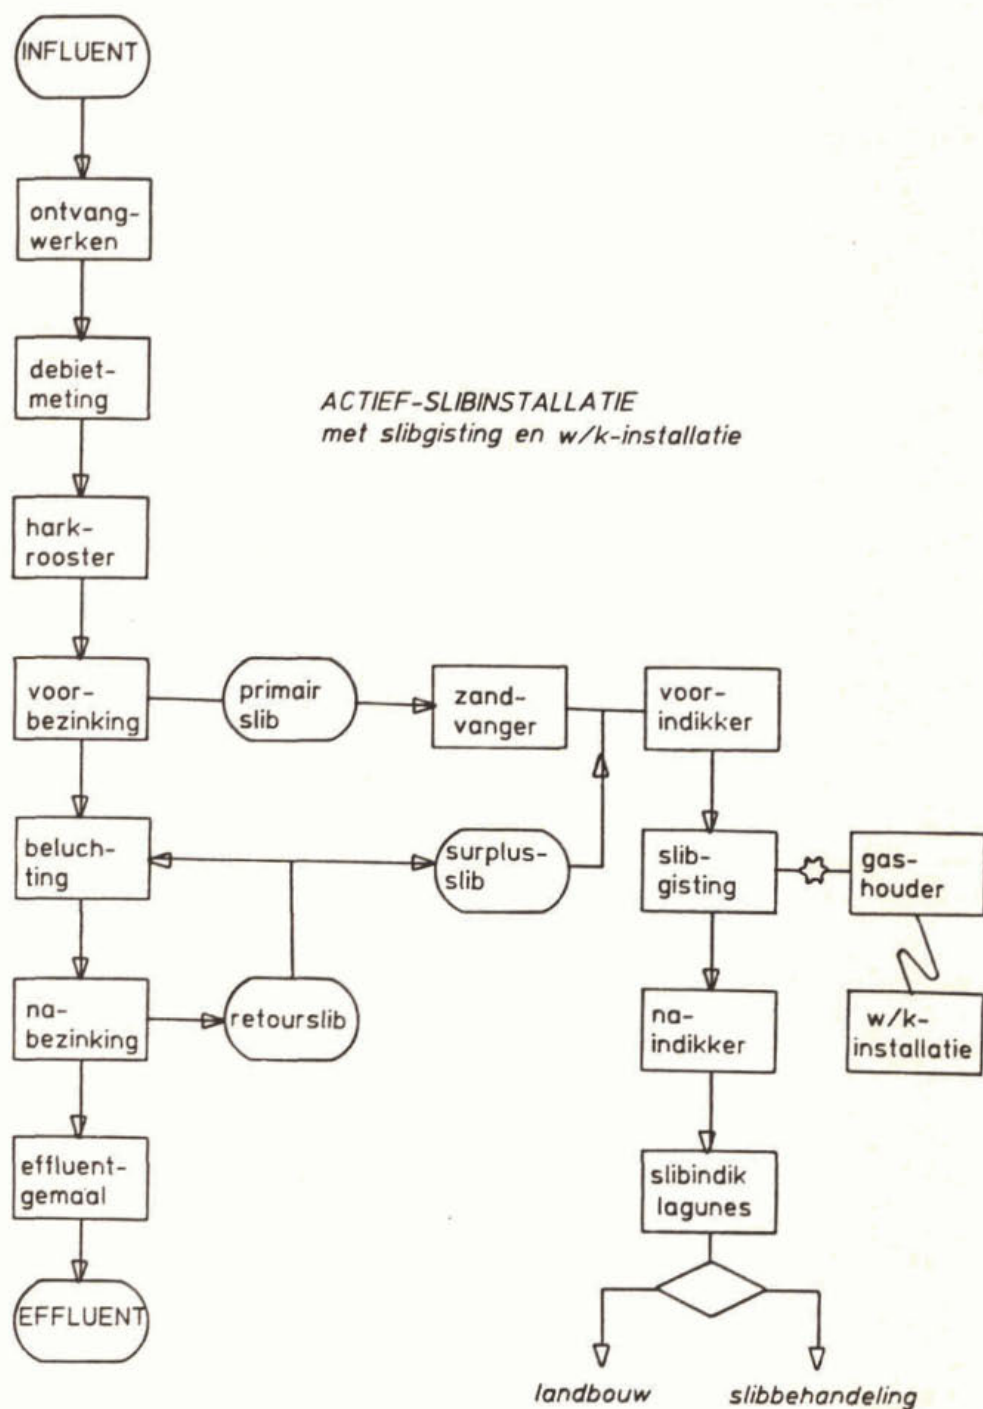 INFLUENT
ontvang-
werken
debiet-
meting
ACTIEF-SLIBINSTALLATIE
met slibgisting en w/k-installatie
hark-
rooster
voor-
bezinking
primair
slib
zand-
vanger
voor-
indikker
beluch-
ting
surplus-
slib
slib-
gisting
gas-
houder
na-
bezinking
retourslib
na-
indikker
w/k-
installatie
effluent-
gemaal
slibindik
lagunes
EFFLUENT
landbouw
slibbehandeling